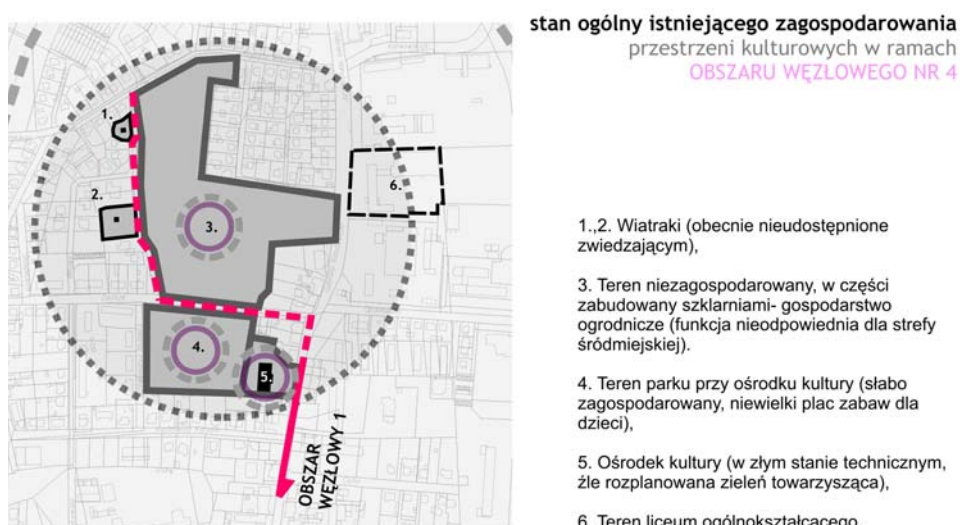 stan ogólny istniejącego zagospodarowania
przestrzeni kulturowych w ramach
OBSZARU WĘZŁOWEGO NR 4
1.
2.
3.
4.
5.
6.
OBSZAR
WĘZŁOWY 1
1.,2. Wiatraki (obecnie nieudostępnione
zwiedzającym),
3. Teren niezagospodarowany, w części
zabudowany szklarniami- gospodarstwo
ogrodnicze (funkcja nieodpowiednia dla strefy
śródmiejskiej).
4. Teren parku przy ośrodku kultury (słabo
zagospodarowany, niewielki plac zabaw dla
dzieci),
5. Ośrodek kultury (w złym stanie technicznym,
źle rozplanowana zieleń towarzysząca),
6. Teren liceum ogólnokształcącego